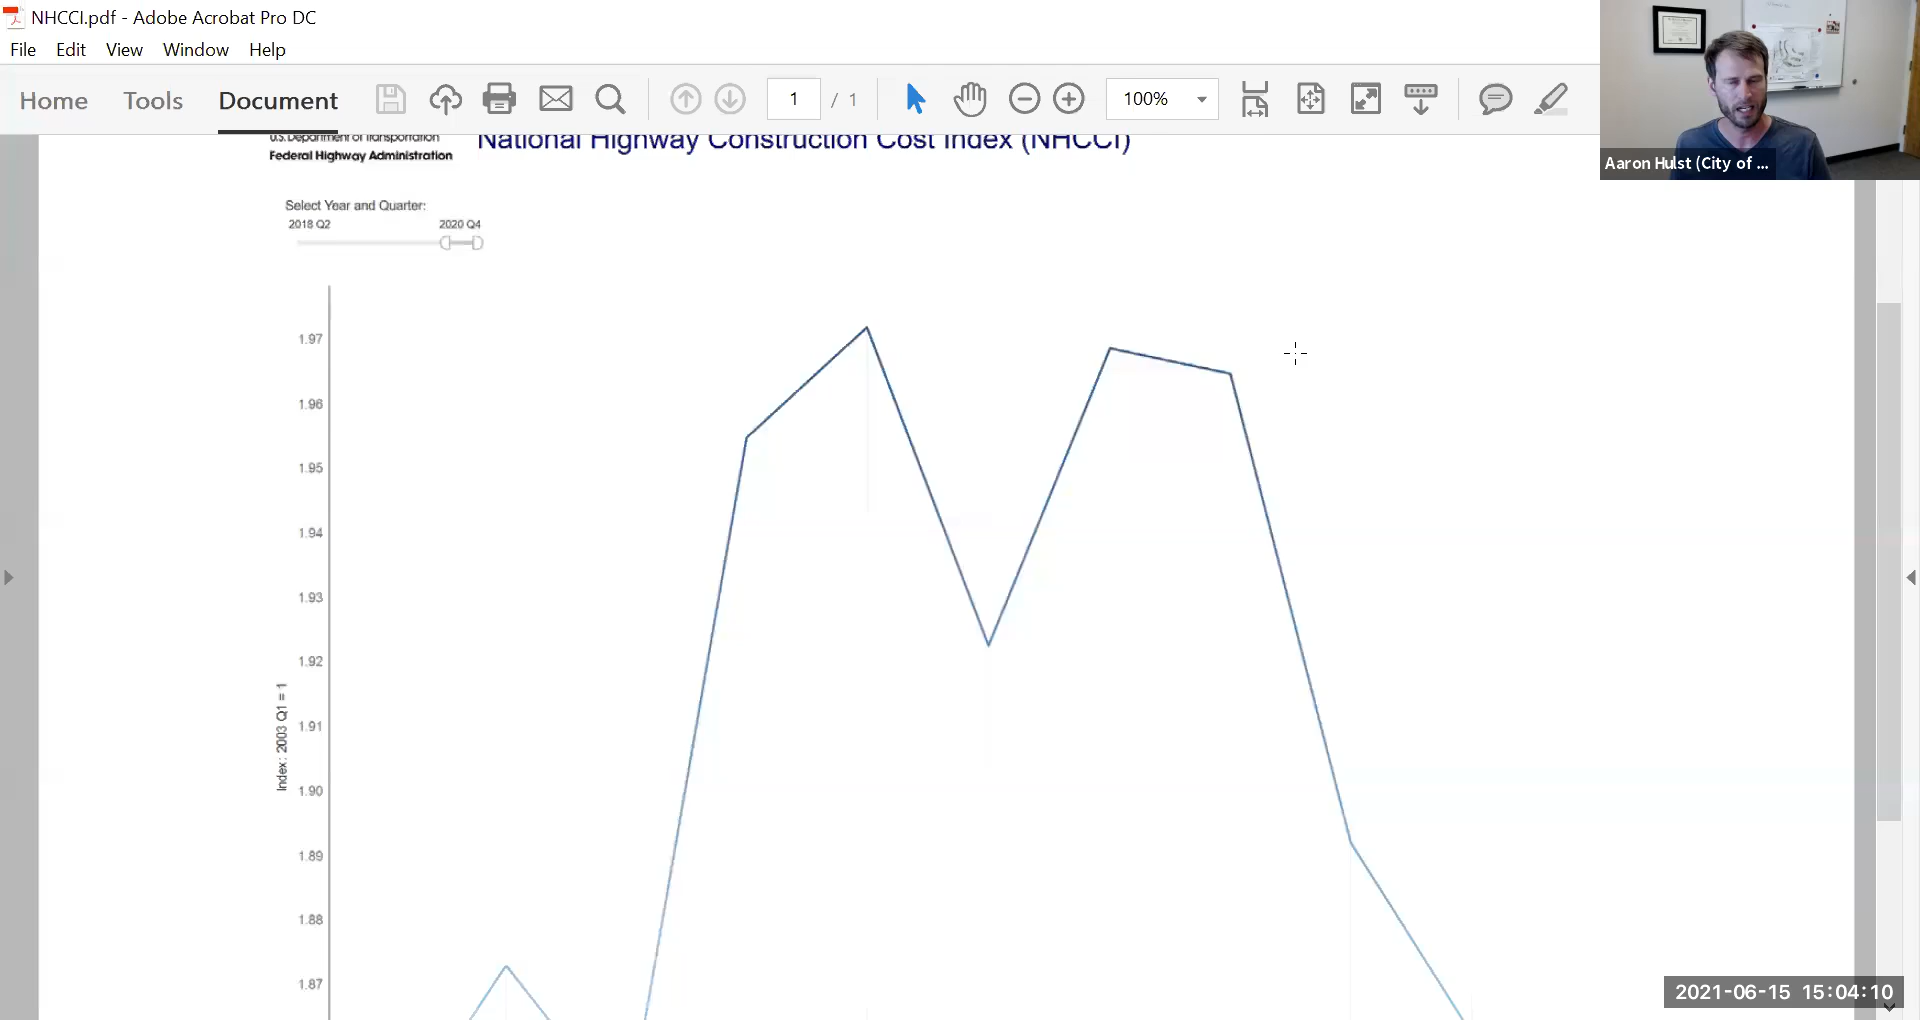 NHCCI.pdf - Adobe Acrobat Pro DC
File Edit View Window Help
Home Tools Document 1 / 1 100%
U.S. Department of Transportation
Federal Highway Administration
National Highway Construction Cost Index (NHCCI)
Aaron Hulst (City of ...
Select Year and Quarter:
2018 Q2 2020 Q4
1.97
1.96
1.95
1.94
1.93
1.92
1.91
1.90
1.89
1.88
1.87
Index: 2003 Q1 = 1
2021-06-15 15:04:10